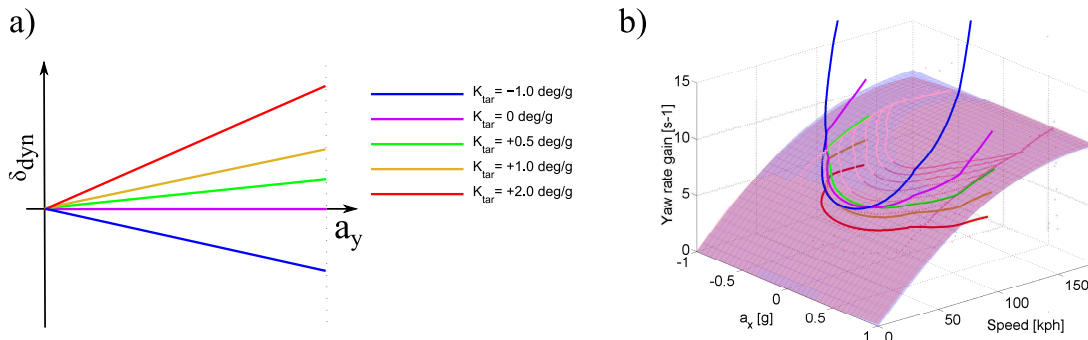 a)
δdyn
ay
Ktar= −1.0 deg/g
Ktar= 0 deg/g
Ktar= +0.5 deg/g
Ktar= +1.0 deg/g
Ktar= +2.0 deg/g
b)
Yaw rate gain [s-1]
15
10
5
0
-1
-0.5
0
0.5
1
ax [g]
0
50
100
150
Speed [kph]